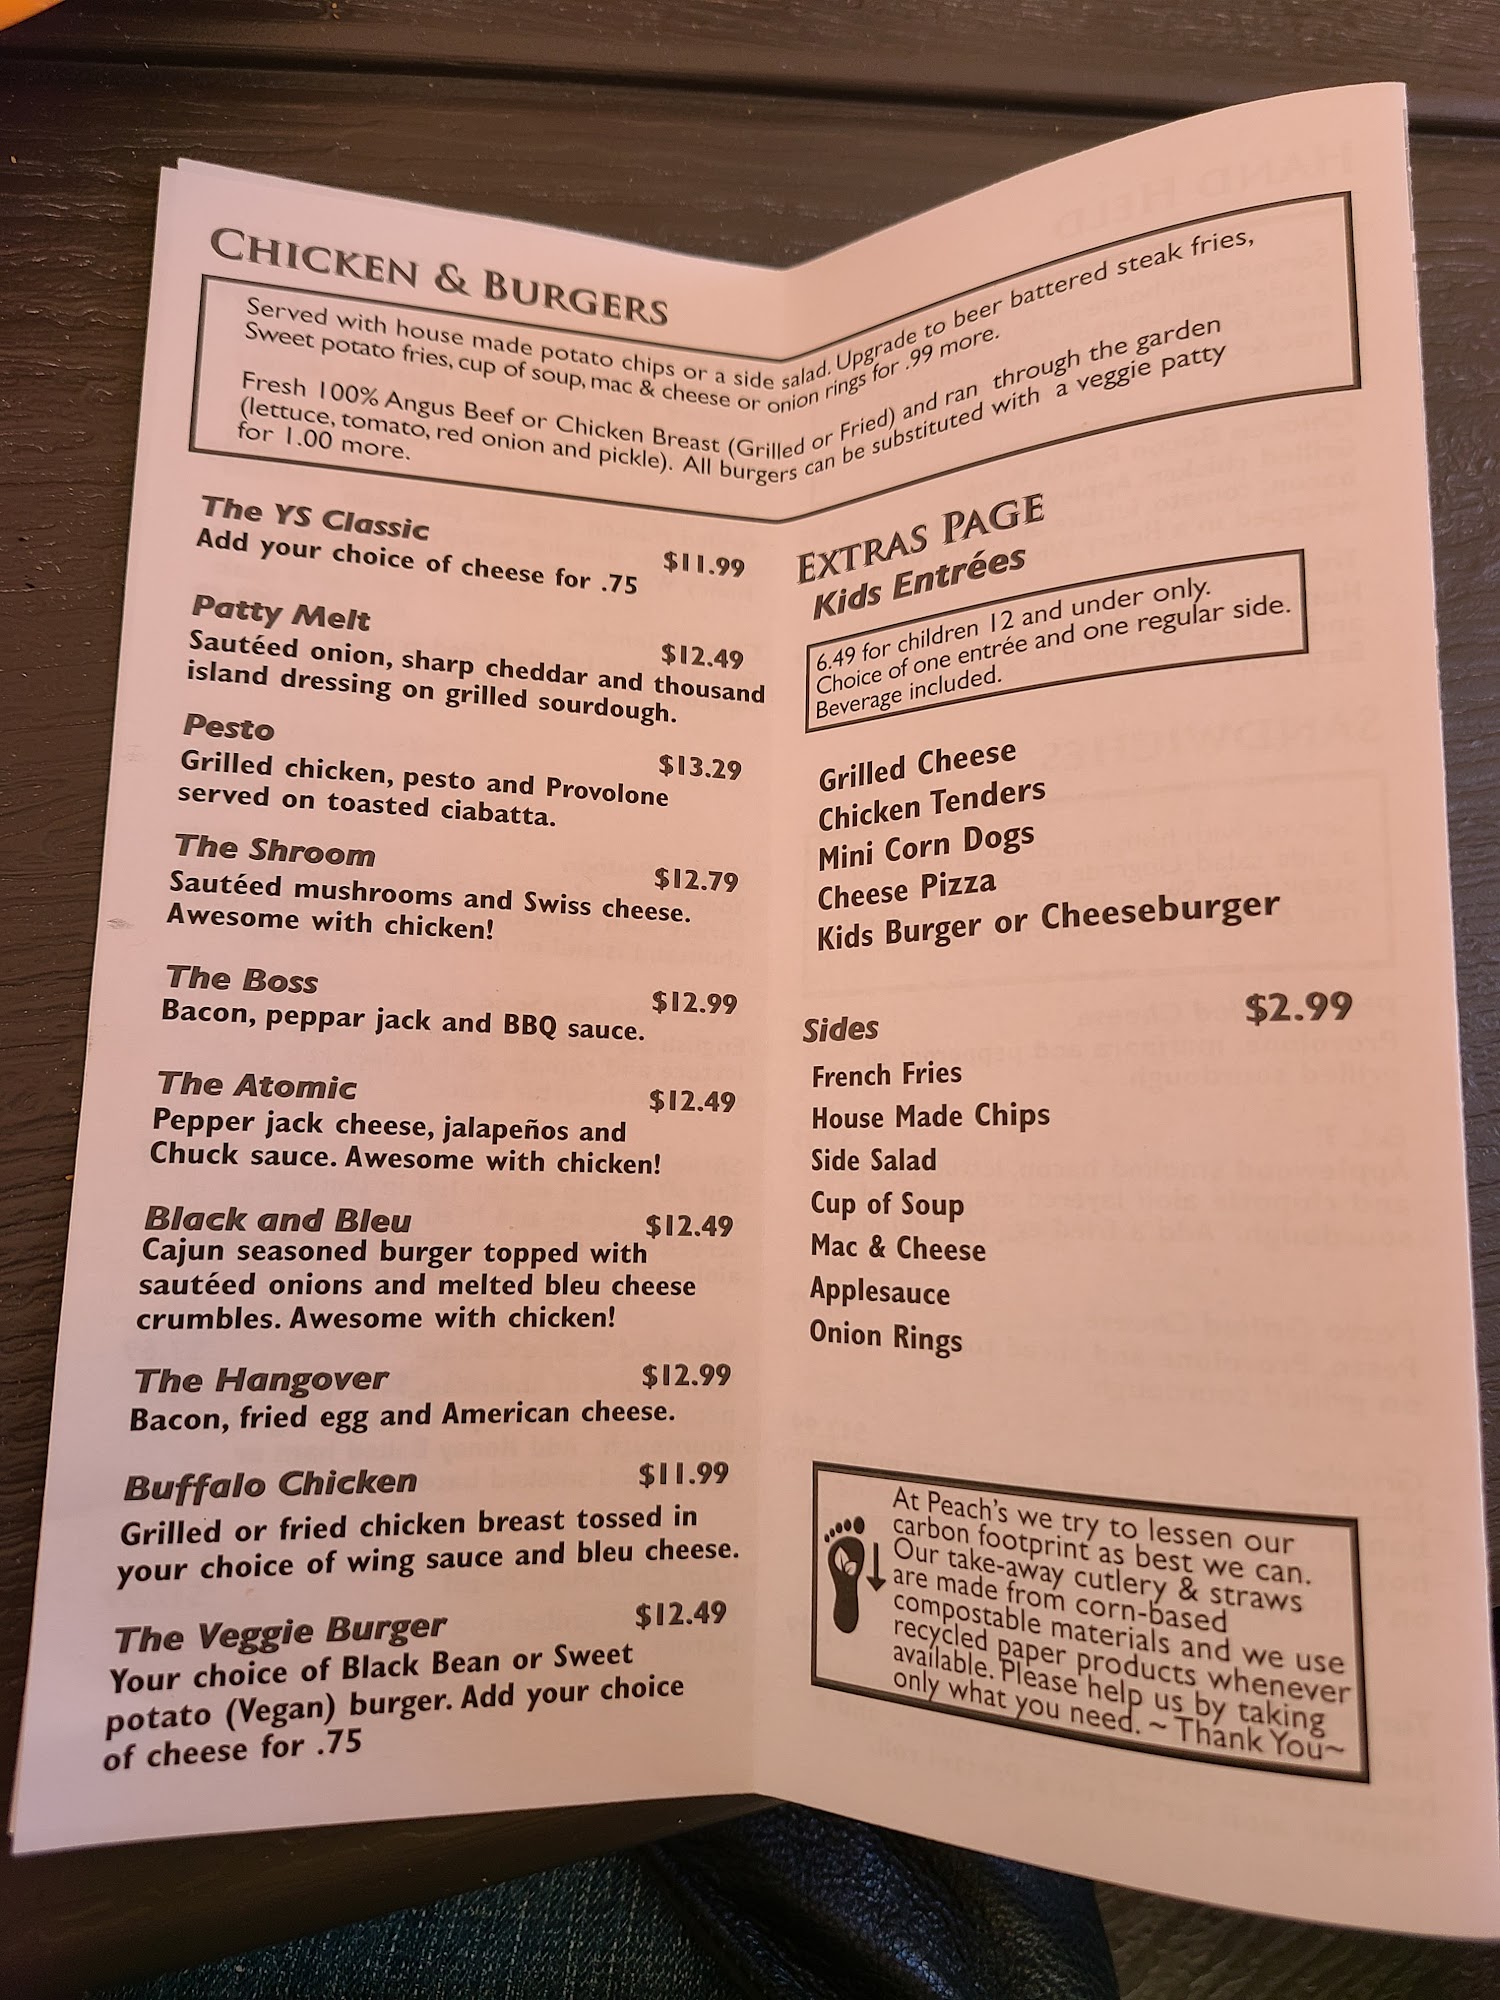 CHICKEN & BURGERS
Served with house made potato chips or a side salad. Upgrade to beer battered steak fries,
Sweet potato fries, cup of soup, mac & cheese or onion rings for .99 more.
Fresh 100% Angus Beef or Chicken Breast (Grilled or Fried) and ran through the garden
(lettuce, tomato, red onion and pickle). All burgers can be substituted with a veggie patty
for 1.00 more.
The YS Classic $11.99
Add your choice of cheese for .75
Patty Melt $12.49
Sautéed onion, sharp cheddar and thousand
island dressing on grilled sourdough.
Pesto $13.29
Grilled chicken, pesto and Provolone
served on toasted ciabatta.
The Shroom $12.79
Sautéed mushrooms and Swiss cheese.
Awesome with chicken!
The Boss $12.99
Bacon, peppar jack and BBQ sauce.
The Atomic $12.49
Pepper jack cheese, jalapeños and
Chuck sauce. Awesome with chicken!
Black and Bleu $12.49
Cajun seasoned burger topped with
sautéed onions and melted bleu cheese
crumbles. Awesome with chicken!
The Hangover $12.99
Bacon, fried egg and American cheese.
Buffalo Chicken $11.99
Grilled or fried chicken breast tossed in
your choice of wing sauce and bleu cheese.
The Veggie Burger $12.49
Your choice of Black Bean or Sweet
potato (Vegan) burger. Add your choice
of cheese for .75
EXTRAS PAGE
Kids Entrées
6.49 for children 12 and under only.
Choice of one entrée and one regular side.
Beverage included.
Grilled Cheese
Chicken Tenders
Mini Corn Dogs
Cheese Pizza
Kids Burger or Cheeseburger
Sides $2.99
French Fries
House Made Chips
Side Salad
Cup of Soup
Mac & Cheese
Applesauce
Onion Rings
At Peach's we try to lessen our
carbon footprint as best we can.
Our take-away cutlery & straws
are made from corn-based
compostable materials and we use
recycled paper products whenever
available. Please help us by taking
only what you need. ~ Thank You~